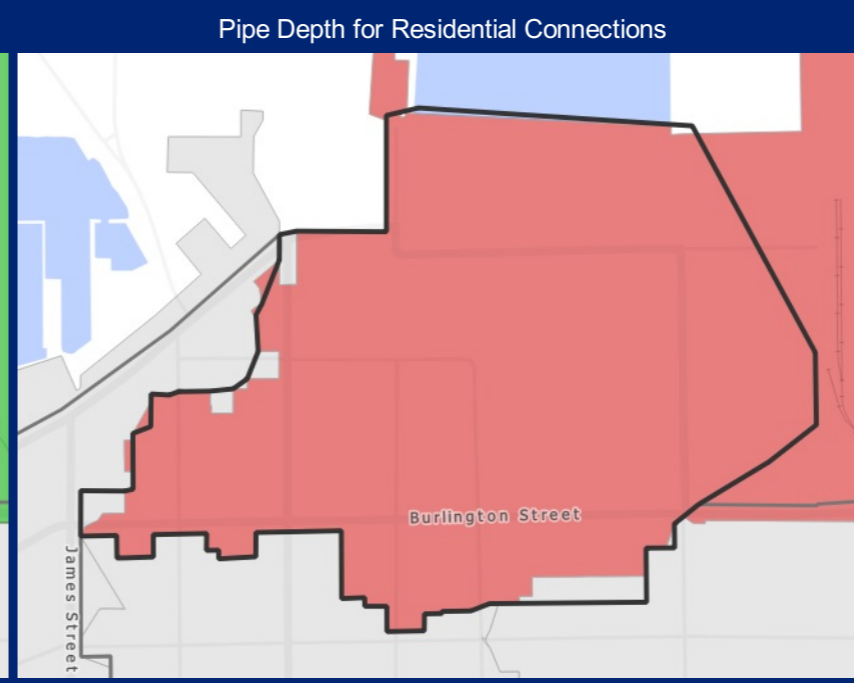 Pipe Depth for Residential Connections
Burlington Street
James Street